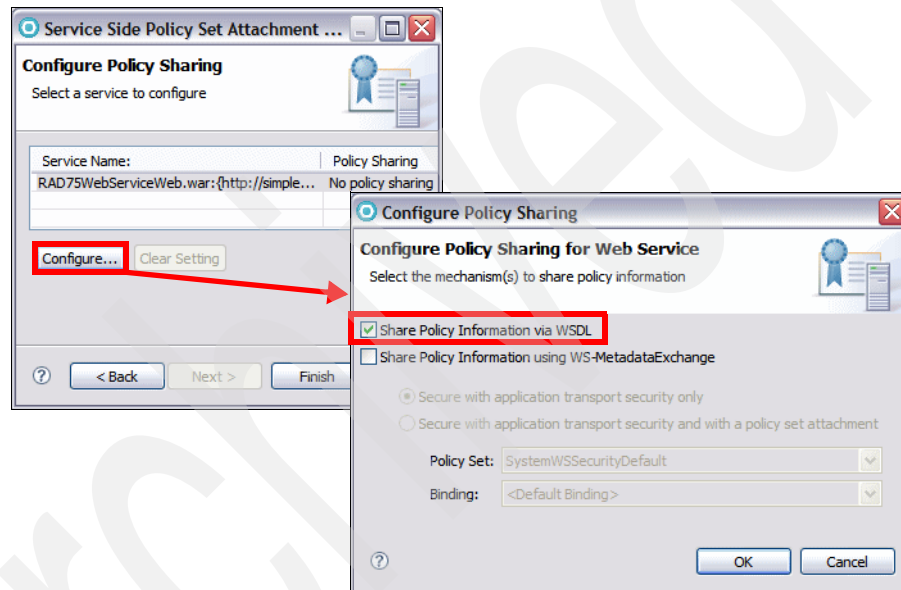 Service Side Policy Set Attachment ...
Configure Policy Sharing
Select a service to configure
Service Name: Policy Sharing
RAD75WebServiceWeb.war:{http://simple... No policy sharing
Configure... Clear Setting
? < Back Next > Finish
Configure Policy Sharing
Configure Policy Sharing for Web Service
Select the mechanism(s) to share policy information
Share Policy Information via WSDL
Share Policy Information using WS-MetadataExchange
Secure with application transport security only
Secure with application transport security and with a policy set attachment
Policy Set: SystemWSSecurityDefault
Binding: <Default Binding>
? OK Cancel